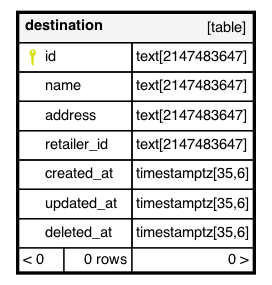 destination [table]
id text[2147483647]
name text[2147483647]
address text[2147483647]
retailer_id text[2147483647]
created_at timestamptz[35,6]
updated_at timestamptz[35,6]
deleted_at timestamptz[35,6]
< 0 0 rows 0 >